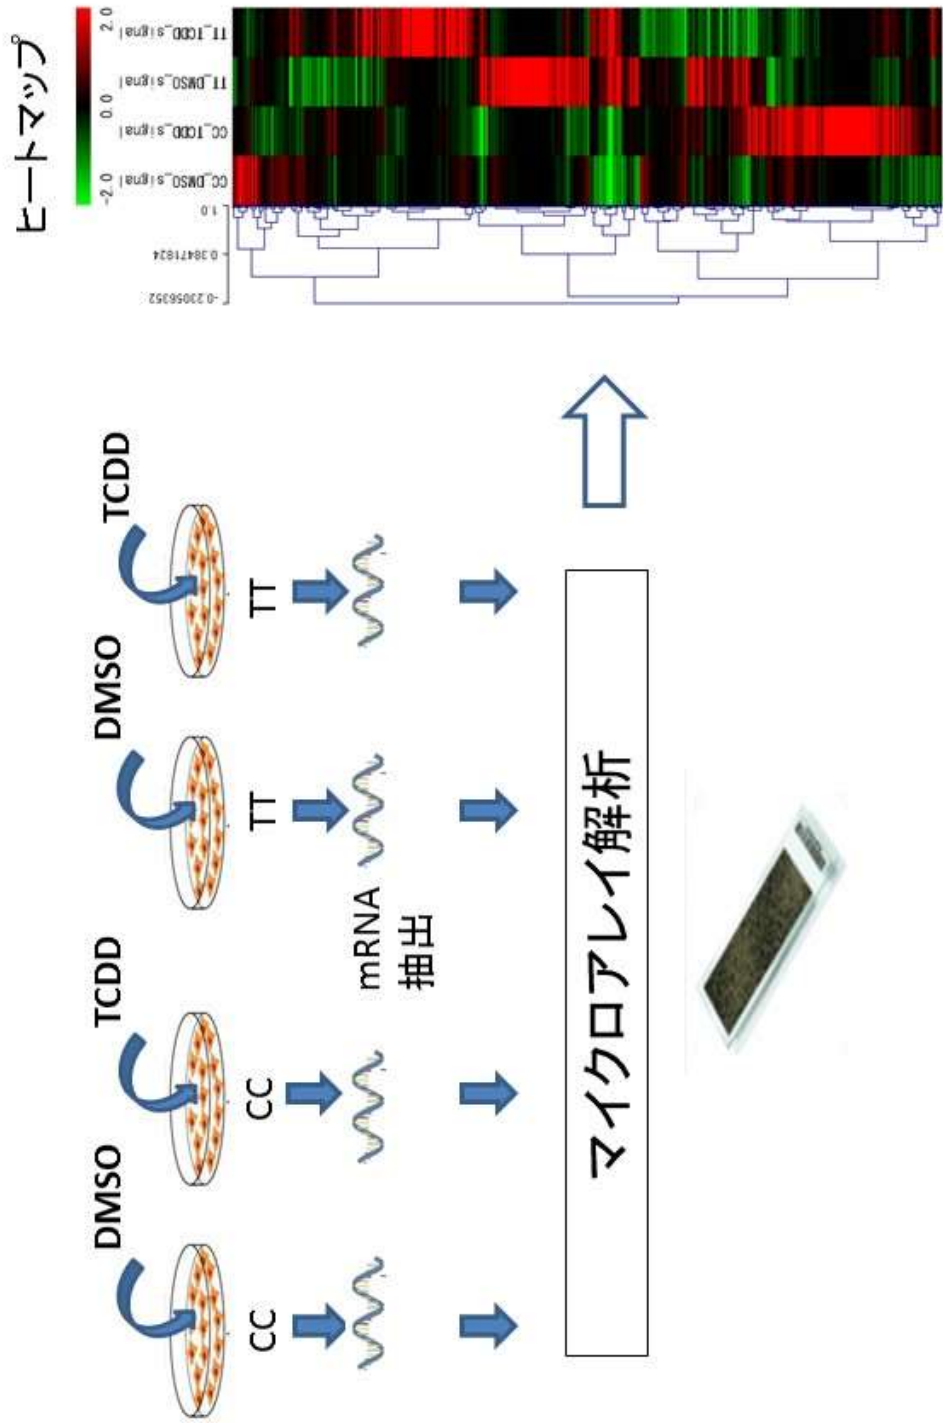 DMSO
TCDD
DMSO
TCDD
CC
CC
TT
TT
mRNA
抽出
マイクロアレイ解析
ヒートマップ
-2.0
0.0
2.0
CC_DMSO_signal
CC_TCDD_signal
TT_DMSO_signal
TT_TCDD_signal
-0.23056352
0.38471824
1.0